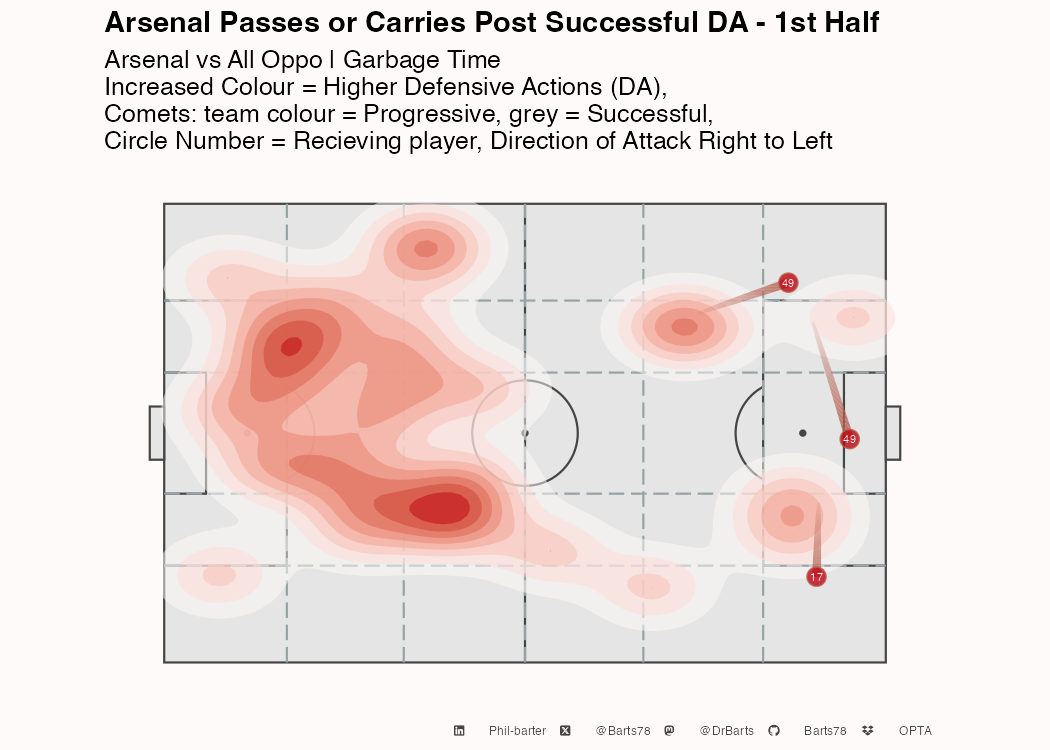 Arsenal Passes or Carries Post Successful DA - 1st Half
Arsenal vs All Oppo | Garbage Time
Increased Colour = Higher Defensive Actions (DA),
Comets: team colour = Progressive, grey = Successful,
Circle Number = Recieving player, Direction of Attack Right to Left
49
49
17
Phil-barter @Barts78 @DrBarts Barts78 OPTA